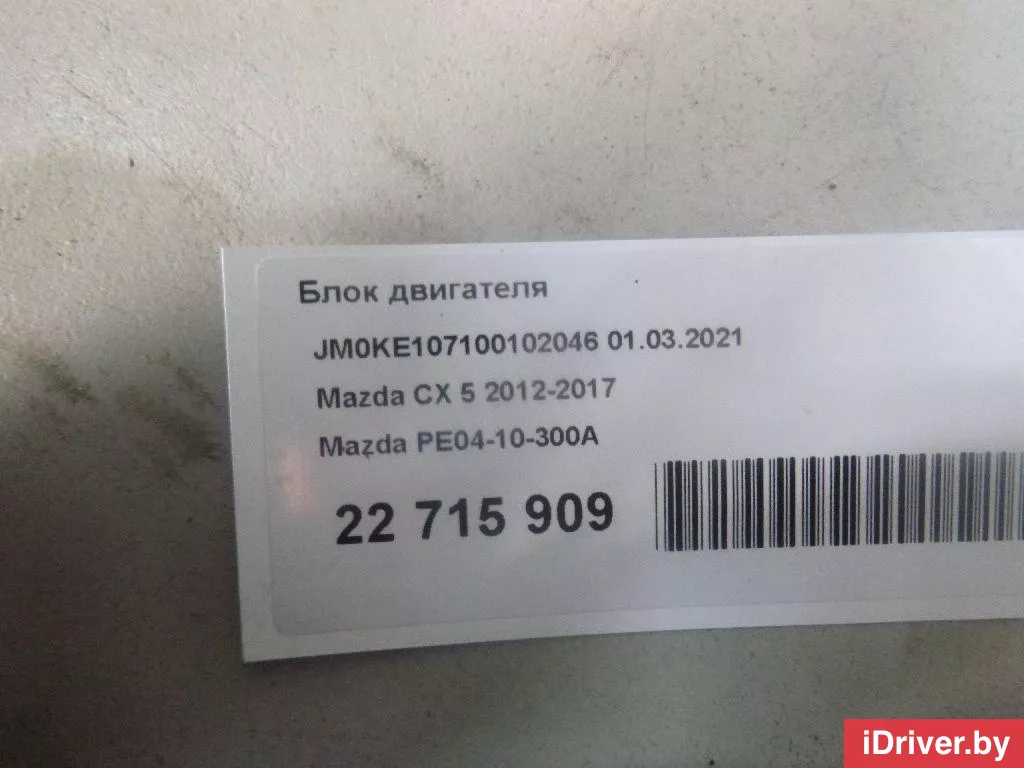 Блок двигателя
JM0KE107100102046 01.03.2021
Mazda CX 5 2012-2017
Mazda PE04-10-300A
22 715 909
iDriver.by